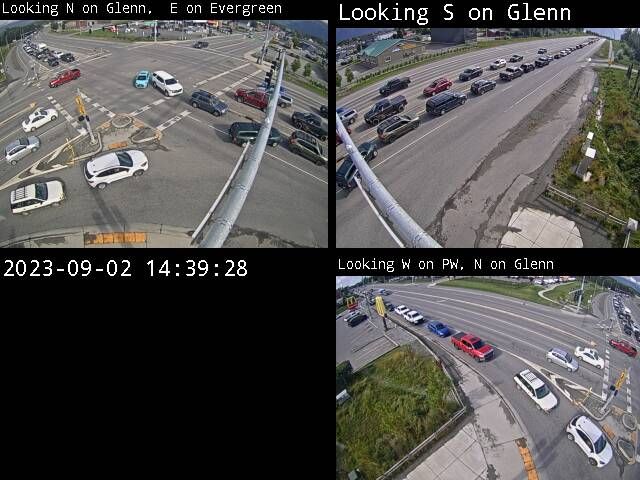 Looking N on Glenn, E on Evergreen
Looking S on Glenn
2023-09-02 14:39:28
Looking W on PW, N on Glenn